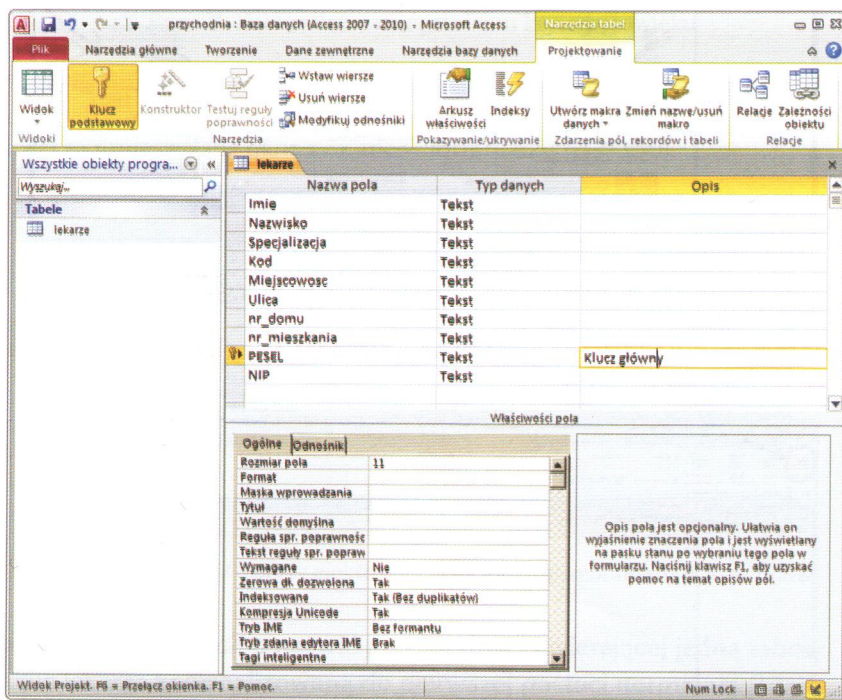 przychodnia : Baza danych (Access 2007 - 2010) - Microsoft Access
Narzędzia tabel
Plik
Narzędzia główne
Tworzenie
Dane zewnętrzne
Narzędzia bazy danych
Projektowanie
Widok
Klucz podstawowy
Konstruktor
Testuj reguły poprawności
Wstaw wiersze
Usuń wiersze
Modyfikuj odnośniki
Arkusz właściwości
Indeksy
Utwórz makra danych
Zmień nazwę/usuń makro
Relacje
Zależności obiektu
Widoki
Narzędzia
Pokazywanie/ukrywanie
Zdarzenia pól, rekordów i tabeli
Relacje
Wszystkie obiekty progra...
Wyszukaj...
Tabele
lekarze
lekarze
Nazwa pola Typ danych Opis
Imię Tekst
Nazwisko Tekst
Specjalizacja Tekst
Kod Tekst
Miejscowosc Tekst
Ulica Tekst
nr_domu Tekst
nr_mieszkania Tekst
PESEL Tekst Klucz główny
NIP Tekst
Właściwości pola
Ogólne Odnośnik
Rozmiar pola 11
Format
Maska wprowadzania
Tytuł
Wartość domyślna
Reguła spr. poprawnośc
Tekst reguły spr. popraw
Wymagane Nie
Zerowa dł. dozwolona Tak
Indeksowane Tak (Bez duplikatów)
Kompresja Unicode Tak
Tryb IME Bez formantu
Tryb zdania edytora IME Brak
Tagi inteligentne
Opis pola jest opcjonalny. Ułatwia on
wyjaśnienie znaczenia pola i jest wyświetlany
na pasku stanu po wybraniu tego pola w
formularzu. Naciśnij klawisz F1, aby uzyskać
pomoc na temat opisów pól.
Widok Projekt. F6 = Przełącz okienka. F1 = Pomoc.
Num Lock